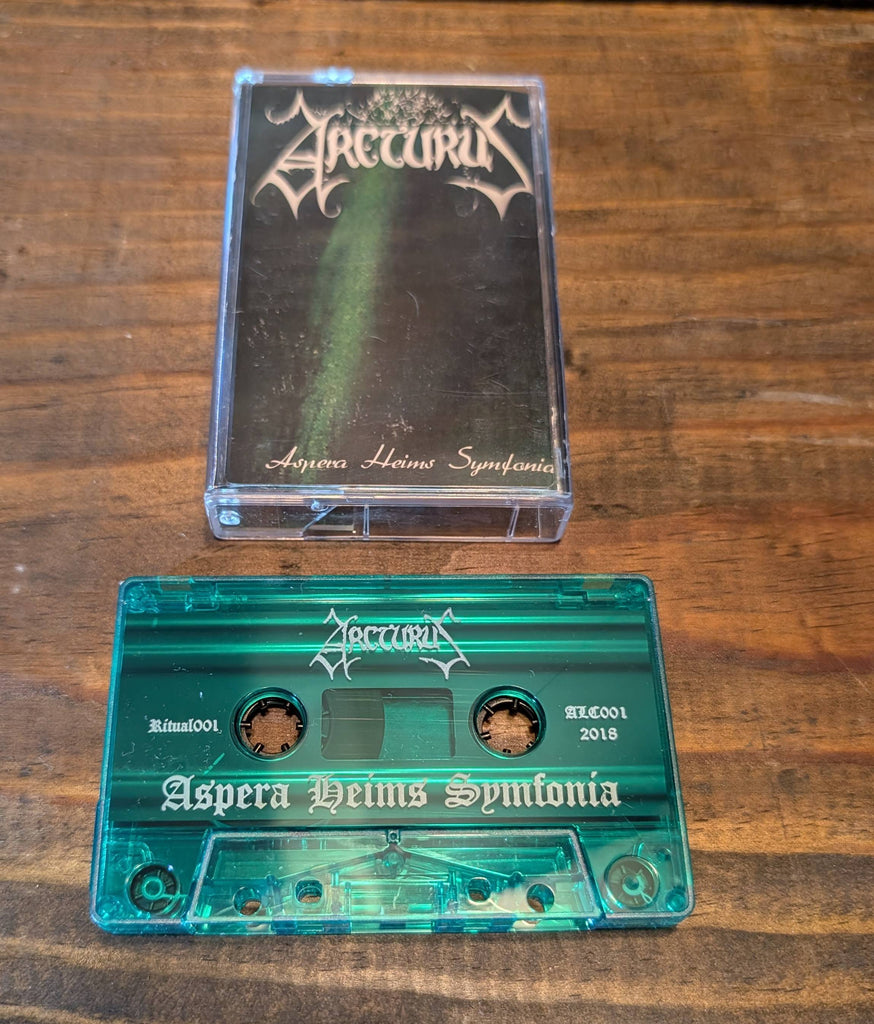 ARCTURUS
Aspera Heims Symfonia
ARCTURUS
Ritual001
ALC001
2018
Aspera Heims Symfonia